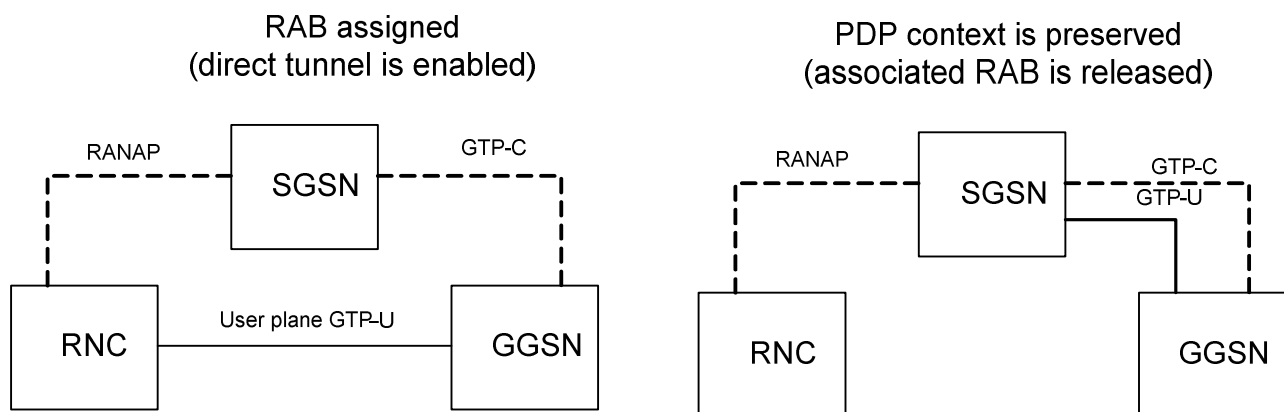 RAB assigned
(direct tunnel is enabled)
RANAP
GTP-C
SGSN
RNC
User plane GTP-U
GGSN
PDP context is preserved
(associated RAB is released)
RANAP
SGSN
GTP-C
GTP-U
RNC
GGSN